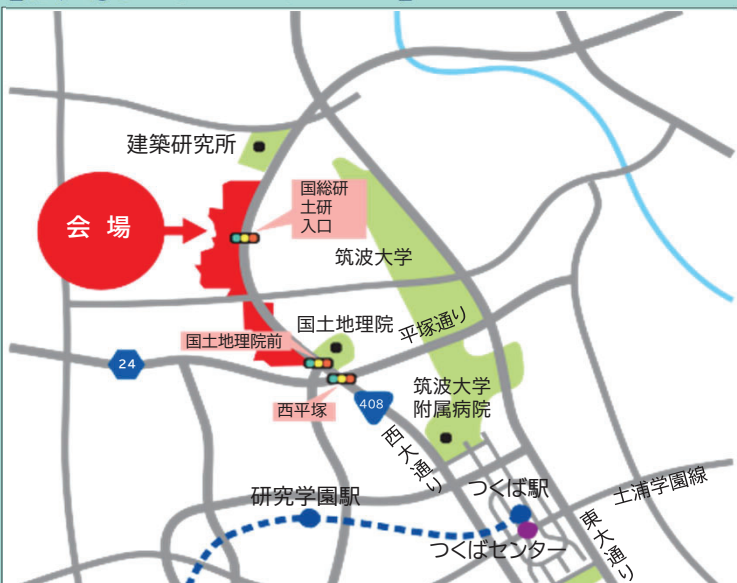 建築研究所
国総研
土研
入口
会場
筑波大学
国土地理院
平塚通り
国土地理院前
24
西平塚
408
筑波大学
附属病院
西大通り
研究学園駅
つくば駅
土浦学園線
つくばセンター
東大通り